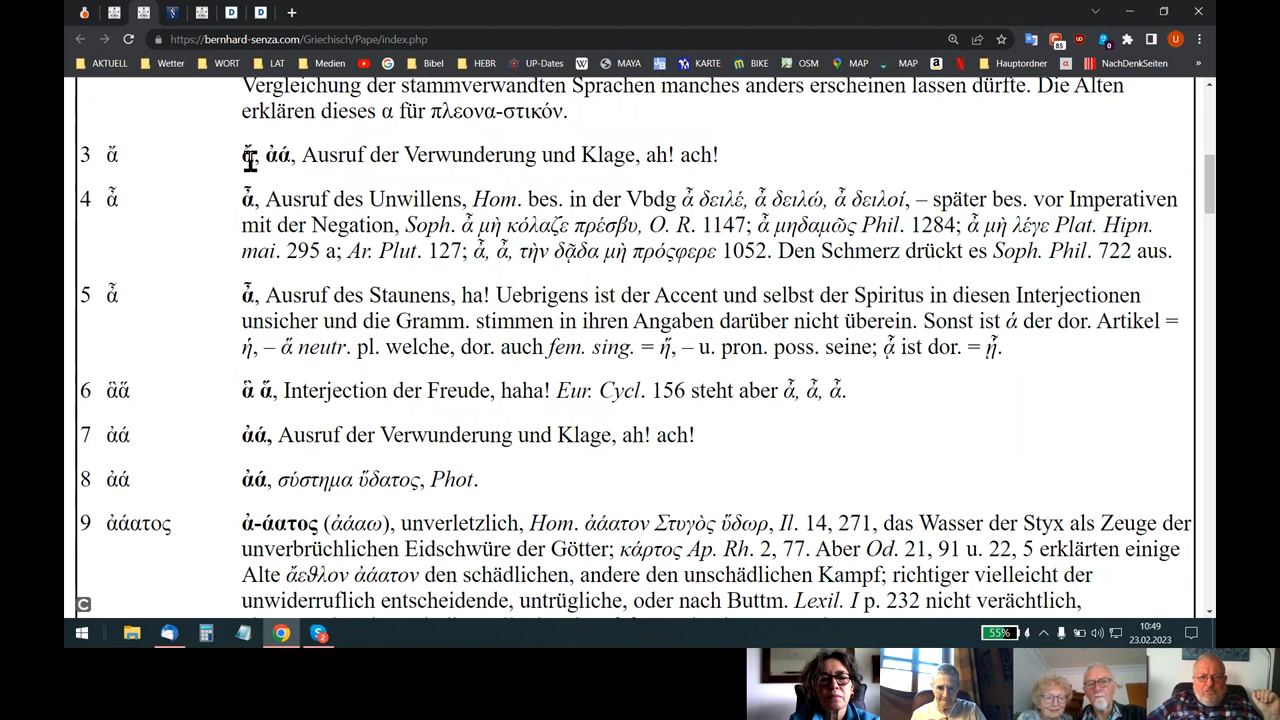 https://bernhard-senza.com/Griechisch/Pape/index.php
85
0
U
AKTUELL Wetter WORT LAT Medien Bibel HEBR UP-Dates MAYA KARTE BIKE OSM MAP MAP Hauptordner NachDenkSeiten »
Vergleichung der stammverwandten Sprachen manches anders erscheinen lassen dürfte. Die Alten
erklären dieses α für πλεονα-στικόν.
3 ἄ ἄ, ἀά, Ausruf der Verwunderung und Klage, ah! ach!
4 ἆ ἆ, Ausruf des Unwillens, Hom. bes. in der Vbdg ἆ δειλέ, ἆ δειλώ, ἆ δειλοί, – später bes. vor Imperativen
mit der Negation, Soph. ἆ μὴ κόλαζε πρέσβυ, O. R. 1147; ἆ μηδαμῶς Phil. 1284; ἆ μὴ λέγε Plat. Hipn.
mai. 295 a; Ar. Plut. 127; ἆ, ἆ, τὴν δᾷδα μὴ πρόσφερε 1052. Den Schmerz drückt es Soph. Phil. 722 aus.
5 ἆ ἆ, Ausruf des Staunens, ha! Uebrigens ist der Accent und selbst der Spiritus in diesen Interjectionen
unsicher und die Gramm. stimmen in ihren Angaben darüber nicht überein. Sonst ist ἁ der dor. Artikel =
ἡ, – ἅ neutr. pl. welche, dor. auch fem. sing. = ἥ, – u. pron. poss. seine; ᾇ ist dor. = ᾗ.
6 ἃἅ ἃ ἅ, Interjection der Freude, haha! Eur. Cycl. 156 steht aber ἆ, ἆ, ἆ.
7 ἀά ἀά, Ausruf der Verwunderung und Klage, ah! ach!
8 ἀά ἀά, σύστημα ὕδατος, Phot.
9 ἀάατος ἀ-άατος (ἀάαω), unverletzlich, Hom. ἀάατον Στυγὸς ὕδωρ, Il. 14, 271, das Wasser der Styx als Zeuge der
unverbrüchlichen Eidschwüre der Götter; κάρτος Ap. Rh. 2, 77. Aber Od. 21, 91 u. 22, 5 erklärten einige
Alte ἄεθλον ἀάατον den schädlichen, andere den unschädlichen Kampf; richtiger vielleicht der
unwiderruflich entscheidende, untrügliche, oder nach Buttm. Lexil. I p. 232 nicht verächtlich,
55%
10:49
23.02.2023